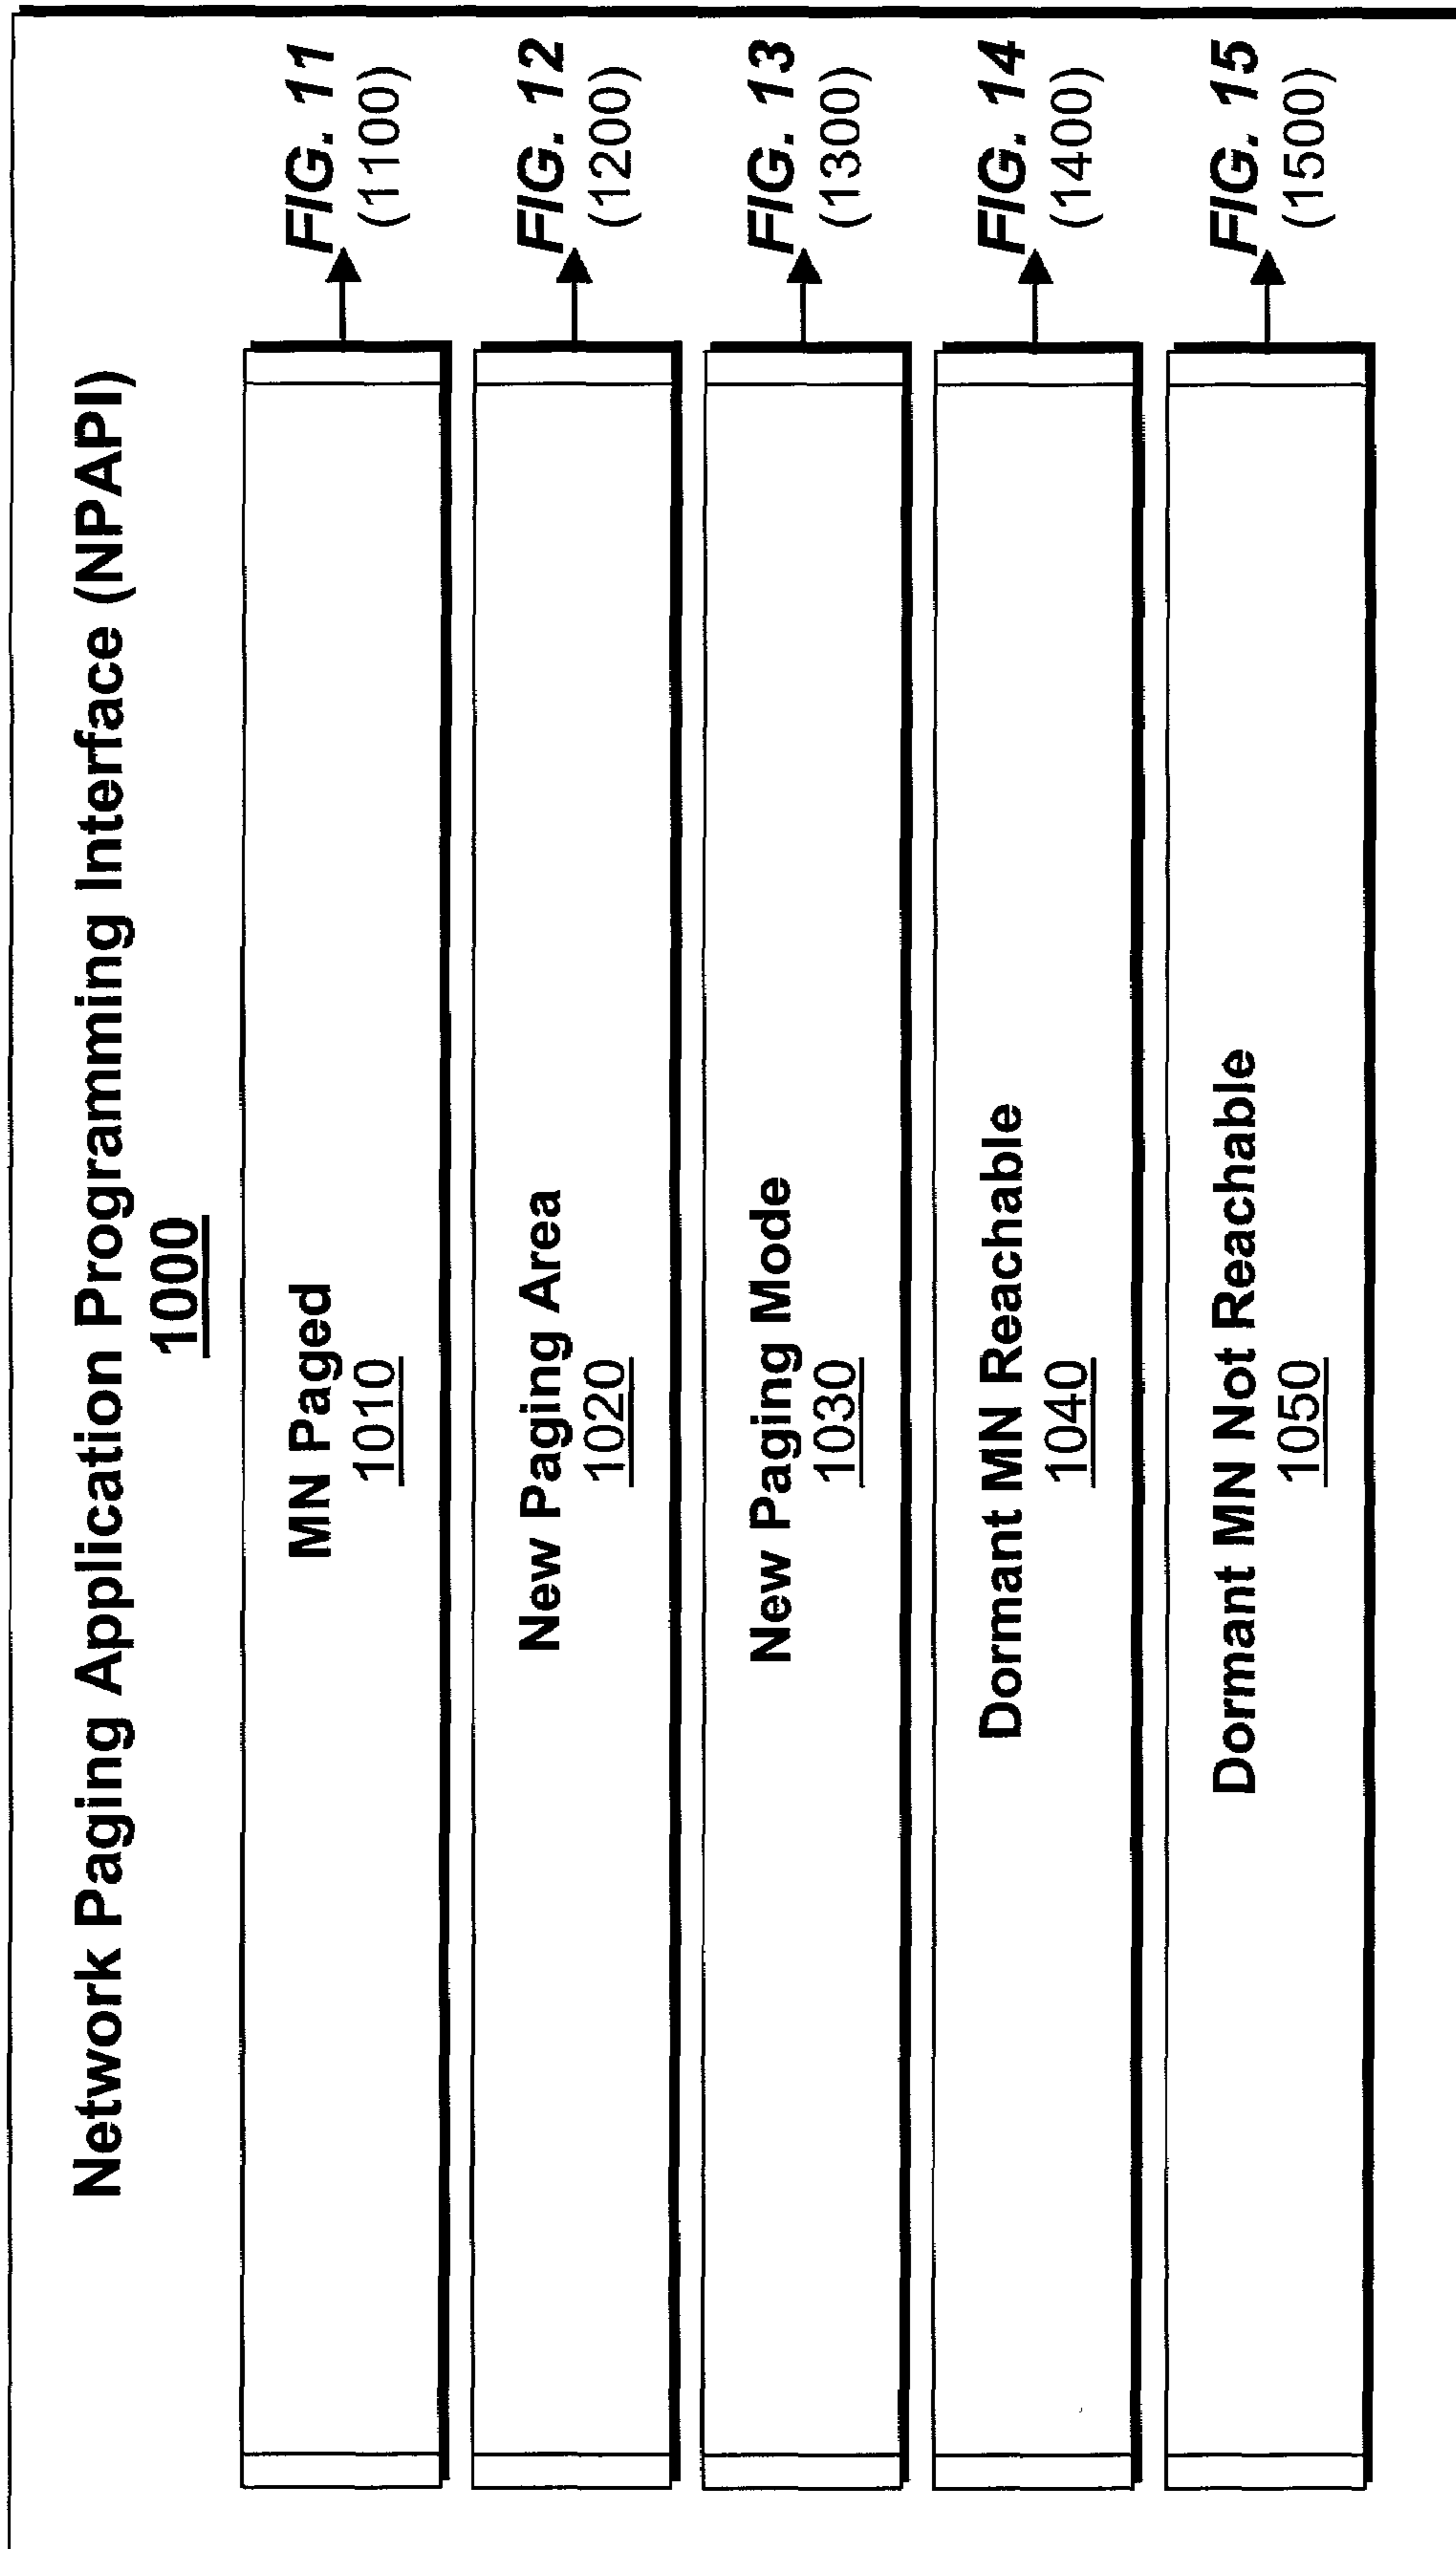 Network Paging Application Programming Interface (NPAPI)
1000
MN Paged
1010
FIG. 11
(1100)
New Paging Area
1020
FIG. 12
(1200)
New Paging Mode
1030
FIG. 13
(1300)
Dormant MN Reachable
1040
FIG. 14
(1400)
Dormant MN Not Reachable
1050
FIG. 15
(1500)